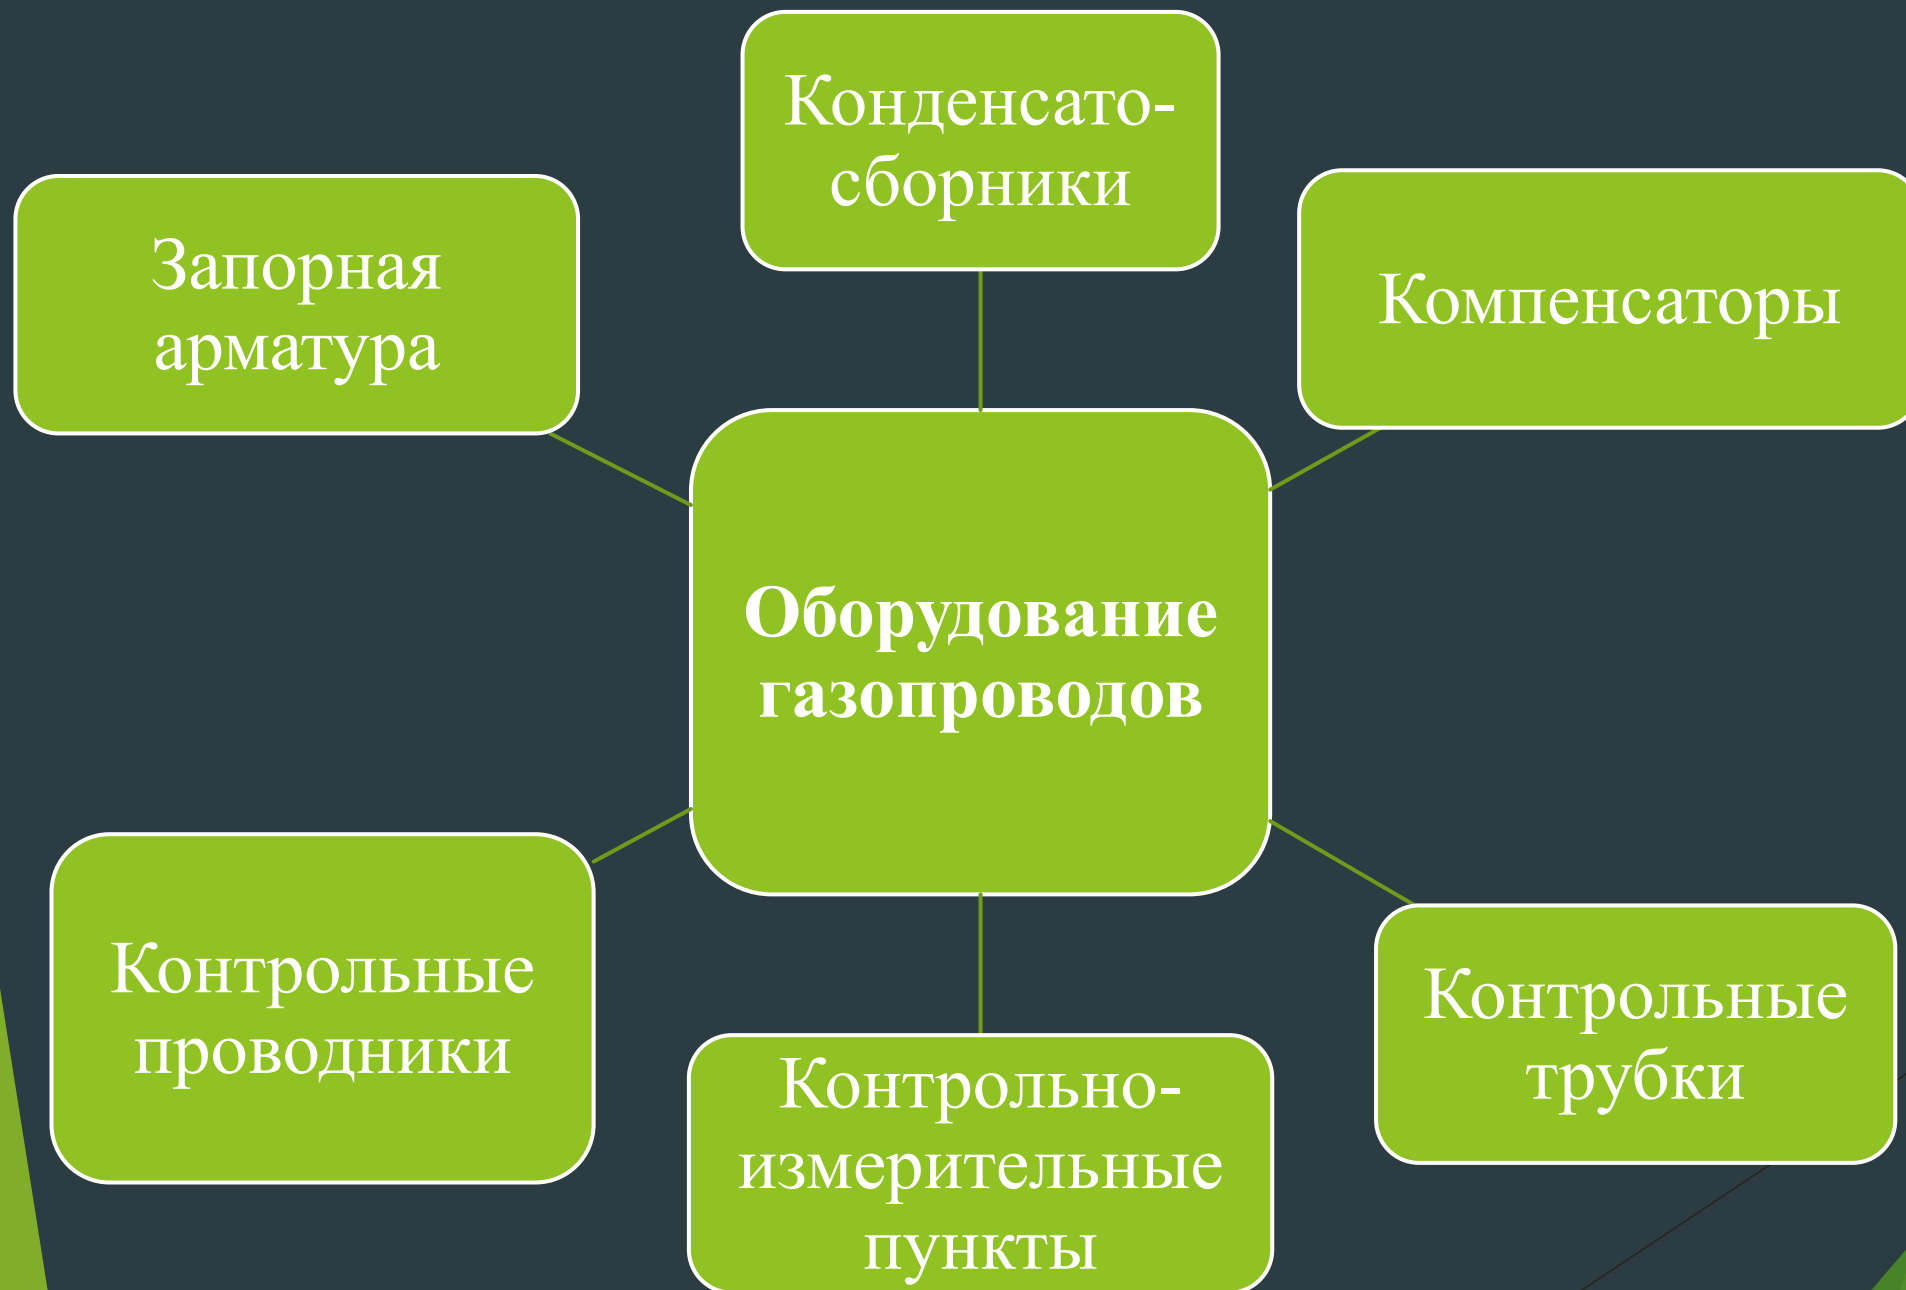 Конденсато-
сборники
Запорная
арматура
Компенсаторы
Оборудование
газопроводов
Контрольные
проводники
Контрольные
трубки
Контрольно-
измерительные
пункты